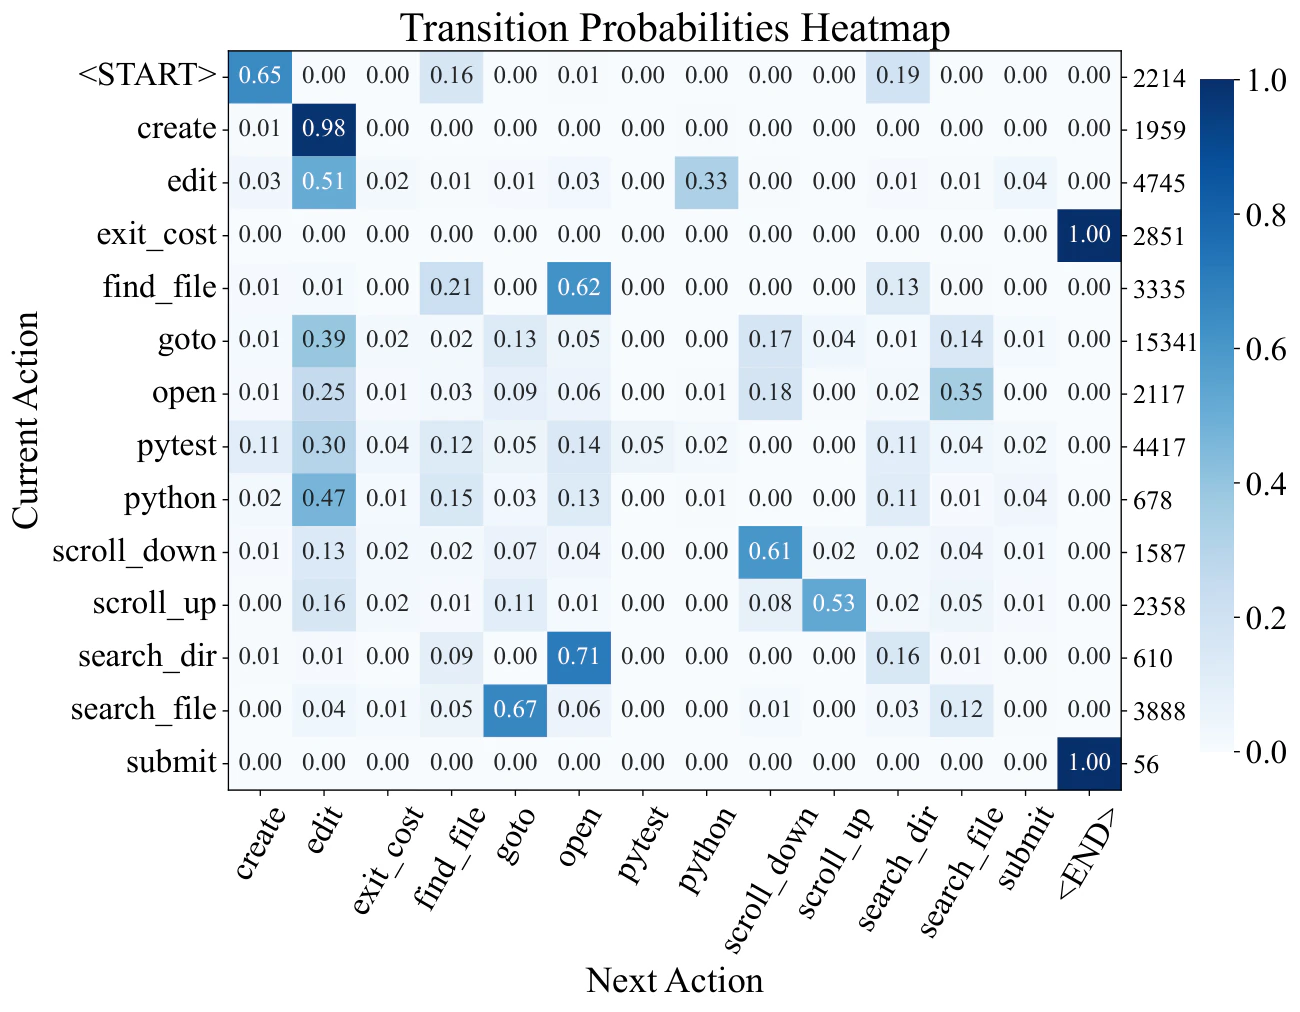 Transition Probabilities Heatmap
<START> 0.65 0.00 0.00 0.16 0.00 0.01 0.00 0.00 0.00 0.00 0.19 0.00 0.00 0.00 2214
create 0.01 0.98 0.00 0.00 0.00 0.00 0.00 0.00 0.00 0.00 0.00 0.00 0.00 0.00 1959
edit 0.03 0.51 0.02 0.01 0.01 0.03 0.00 0.33 0.00 0.00 0.01 0.01 0.04 0.00 4745
exit_cost 0.00 0.00 0.00 0.00 0.00 0.00 0.00 0.00 0.00 0.00 0.00 0.00 0.00 1.00 2851
find_file 0.01 0.01 0.00 0.21 0.00 0.62 0.00 0.00 0.00 0.00 0.13 0.00 0.00 0.00 3335
goto 0.01 0.39 0.02 0.02 0.13 0.05 0.00 0.00 0.17 0.04 0.01 0.14 0.01 0.00 15341
open 0.01 0.25 0.01 0.03 0.09 0.06 0.00 0.01 0.18 0.00 0.02 0.35 0.00 0.00 2117
pytest 0.11 0.30 0.04 0.12 0.05 0.14 0.05 0.02 0.00 0.00 0.11 0.04 0.02 0.00 4417
python 0.02 0.47 0.01 0.15 0.03 0.13 0.00 0.01 0.00 0.00 0.11 0.01 0.04 0.00 678
scroll_down 0.01 0.13 0.02 0.02 0.07 0.04 0.00 0.00 0.61 0.02 0.02 0.04 0.01 0.00 1587
scroll_up 0.00 0.16 0.02 0.01 0.11 0.01 0.00 0.00 0.08 0.53 0.02 0.05 0.01 0.00 2358
search_dir 0.01 0.01 0.00 0.09 0.00 0.71 0.00 0.00 0.00 0.00 0.16 0.01 0.00 0.00 610
search_file 0.00 0.04 0.01 0.05 0.67 0.06 0.00 0.00 0.01 0.00 0.03 0.12 0.00 0.00 3888
submit 0.00 0.00 0.00 0.00 0.00 0.00 0.00 0.00 0.00 0.00 0.00 0.00 0.00 1.00 56
create edit exit_cost find_file goto open pytest python scroll_down scroll_up search_dir search_file submit <END>
Next Action
Current Action
1.0
0.8
0.6
0.4
0.2
0.0